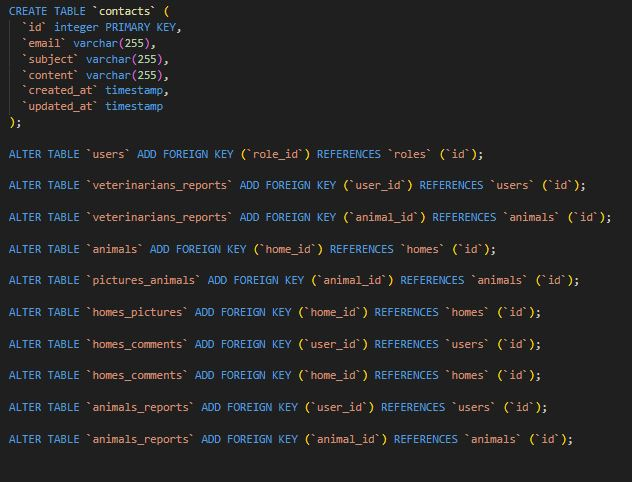 CREATE TABLE `contacts` (
`id` integer PRIMARY KEY,
`email` varchar(255),
`subject` varchar(255),
`content` varchar(255),
`created_at` timestamp,
`updated_at` timestamp
);
ALTER TABLE `users` ADD FOREIGN KEY (`role_id`) REFERENCES `roles` (`id`);
ALTER TABLE `veterinarians_reports` ADD FOREIGN KEY (`user_id`) REFERENCES `users` (`id`);
ALTER TABLE `veterinarians_reports` ADD FOREIGN KEY (`animal_id`) REFERENCES `animals` (`id`);
ALTER TABLE `animals` ADD FOREIGN KEY (`home_id`) REFERENCES `homes` (`id`);
ALTER TABLE `pictures_animals` ADD FOREIGN KEY (`animal_id`) REFERENCES `animals` (`id`);
ALTER TABLE `homes_pictures` ADD FOREIGN KEY (`home_id`) REFERENCES `homes` (`id`);
ALTER TABLE `homes_comments` ADD FOREIGN KEY (`user_id`) REFERENCES `users` (`id`);
ALTER TABLE `homes_comments` ADD FOREIGN KEY (`home_id`) REFERENCES `homes` (`id`);
ALTER TABLE `animals_reports` ADD FOREIGN KEY (`user_id`) REFERENCES `users` (`id`);
ALTER TABLE `animals_reports` ADD FOREIGN KEY (`animal_id`) REFERENCES `animals` (`id`);